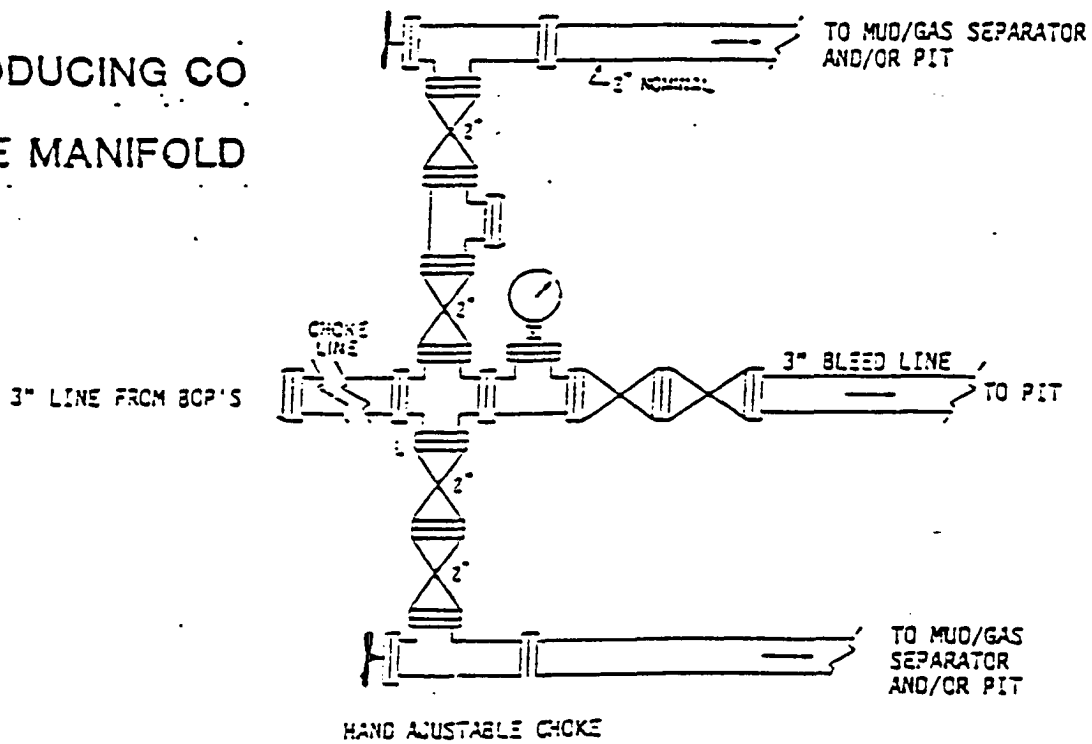 ODUCING CO
E MANIFOLD
TO MUD/GAS SEPARATOR
AND/OR PIT
2" NOMINAL
2"
2"
CHOKE
LINE
3" LINE FROM BOP'S
3" BLEED LINE
TO PIT
2"
2"
TO MUD/GAS
SEPARATOR
AND/OR PIT
HAND AJUSTABLE CHOKE